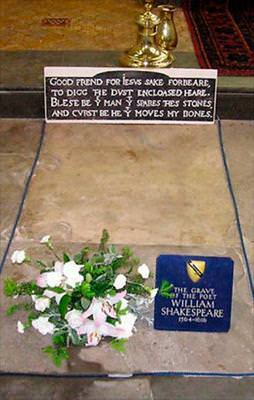 GOOD FREND FOR IESUS SAKE FORBEARE,
TO DIGG THE DVST ENCLOASED HEARE.
BLESE BE Y MAN Y SPARES THES STONES,
AND CVRST BE HE Y MOVES MY BONES.
THE GRAVE
OF THE POET
WILLIAM
SHAKESPEARE
1564-1616